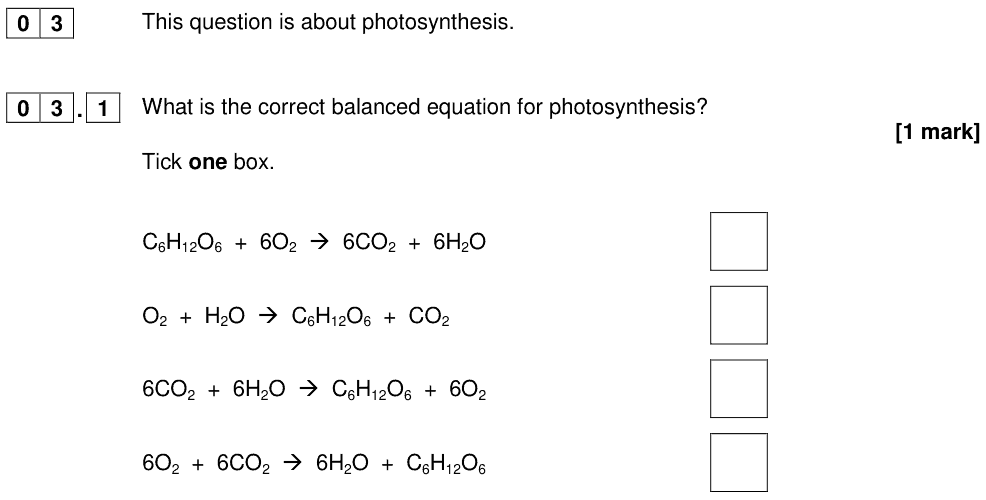 0 3 This question is about photosynthesis.
0 3 . 1 What is the correct balanced equation for photosynthesis?
[1 mark]
Tick one box.
C₆H₁₂O₆ + 6O₂ → 6CO₂ + 6H₂O
O₂ + H₂O → C₆H₁₂O₆ + CO₂
6CO₂ + 6H₂O → C₆H₁₂O₆ + 6O₂
6O₂ + 6CO₂ → 6H₂O + C₆H₁₂O₆